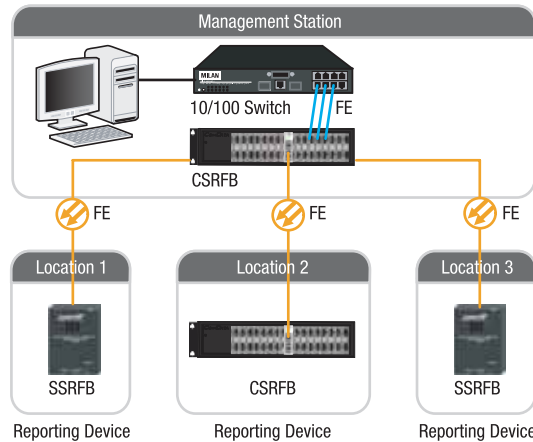 Management Station
MILAN
10/100 Switch
FE
CSRFB
FE
FE
FE
Location 1
Location 2
Location 3
SSRFB
CSRFB
SSRFB
Reporting Device
Reporting Device
Reporting Device